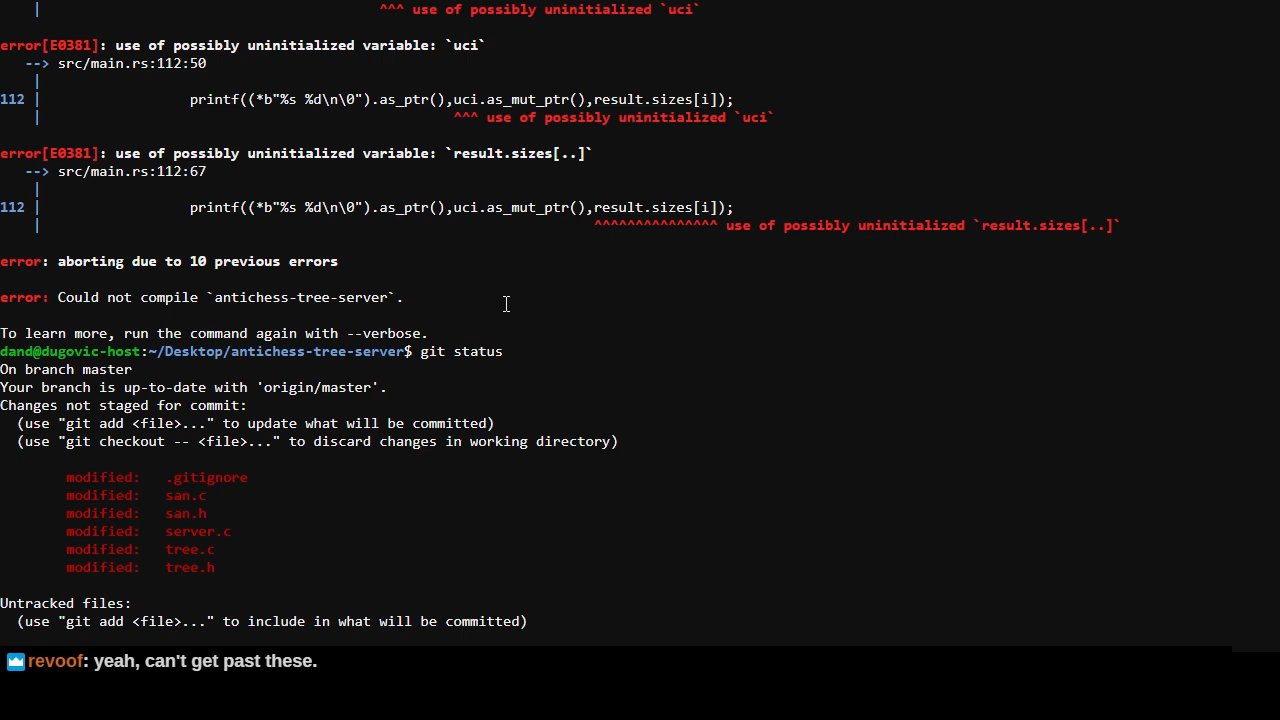 |                                         ^^^ use of possibly uninitialized `uci`
error[E0381]: use of possibly uninitialized variable: `uci`
   --> src/main.rs:112:50
    |
112 |                  printf((*b"%s %d\n\0").as_ptr(),uci.as_mut_ptr(),result.sizes[i]);
    |                                                  ^^^ use of possibly uninitialized `uci`
error[E0381]: use of possibly uninitialized variable: `result.sizes[..]`
   --> src/main.rs:112:67
    |
112 |                  printf((*b"%s %d\n\0").as_ptr(),uci.as_mut_ptr(),result.sizes[i]);
    |                                                                   ^^^^^^^^^^^^^^^ use of possibly uninitialized `result.sizes[..]`
error: aborting due to 10 previous errors
error: Could not compile `antichess-tree-server`.
To learn more, run the command again with --verbose.
dand@dugovic-host:~/Desktop/antichess-tree-server$ git status
On branch master
Your branch is up-to-date with 'origin/master'.
Changes not staged for commit:
  (use "git add <file>..." to update what will be committed)
  (use "git checkout -- <file>..." to discard changes in working directory)
        modified:   .gitignore
        modified:   san.c
        modified:   san.h
        modified:   server.c
        modified:   tree.c
        modified:   tree.h
Untracked files:
  (use "git add <file>..." to include in what will be committed)
revoof: yeah, can't get past these.